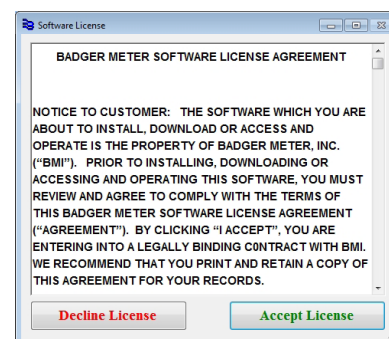 Software License
BADGER METER SOFTWARE LICENSE AGREEMENT
NOTICE TO CUSTOMER: THE SOFTWARE WHICH YOU ARE
ABOUT TO INSTALL, DOWNLOAD OR ACCESS AND
OPERATE IS THE PROPERTY OF BADGER METER, INC.
(“BMI”). PRIOR TO INSTALLING, DOWNLOADING OR
ACCESSING AND OPERATING THIS SOFTWARE, YOU MUST
REVIEW AND AGREE TO COMPLY WITH THE TERMS OF
THIS BADGER METER SOFTWARE LICENSE AGREEMENT
(“AGREEMENT”). BY CLICKING “I ACCEPT”, YOU ARE
ENTERING INTO A LEGALLY BINDING C0NTRACT WITH BMI.
WE RECOMMEND THAT YOU PRINT AND RETAIN A COPY OF
THIS AGREEMENT FOR YOUR RECORDS.
Decline License
Accept License